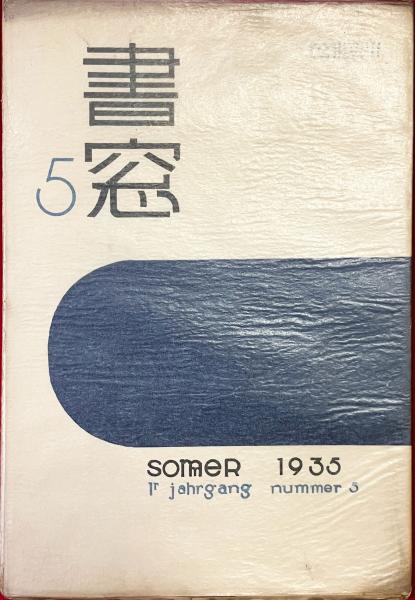 書窓
5
somer 1935
1r jahrgang nummer 5